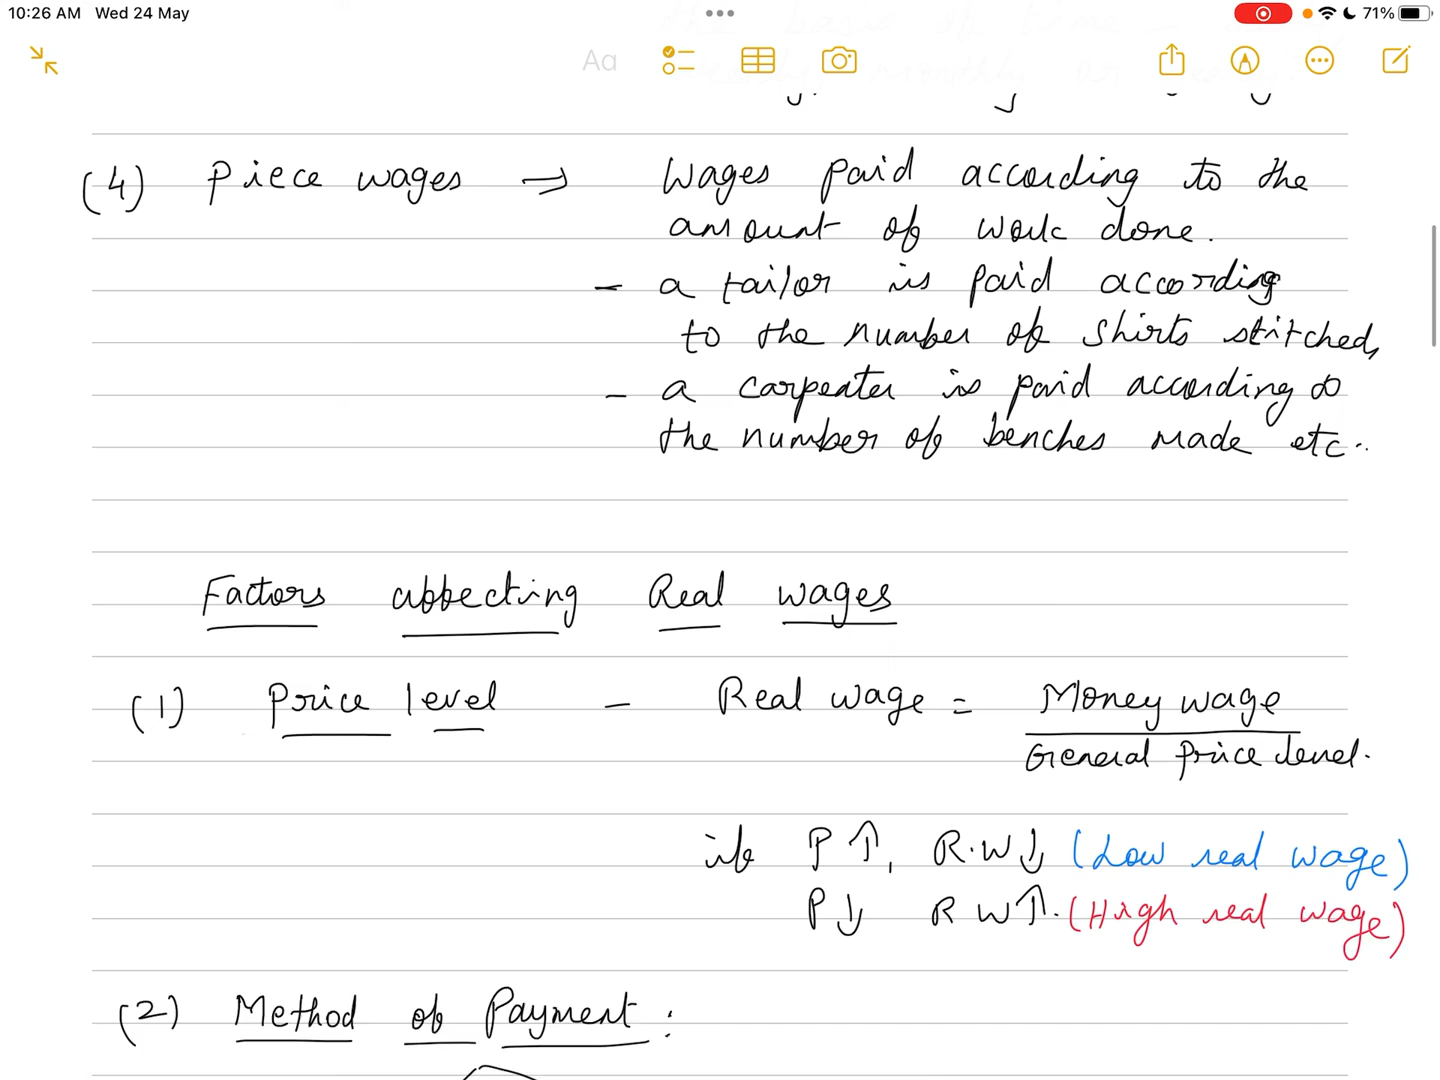 10:26 AM Wed 24 May
71%
Aa
(4) Piece wages ⇒ Wages paid according to the
amount of work done.
- a tailor is paid according
to the number of shirts stitched,
- a carpenter is paid according to
the number of benches made etc..
Factors affecting Real wages
(1) Price level - Real wage = Money wage
General price level.
if P↑, R.W↓ (Low real wage)
P↓ R W↑. (High real wage)
(2) Method of Payment :